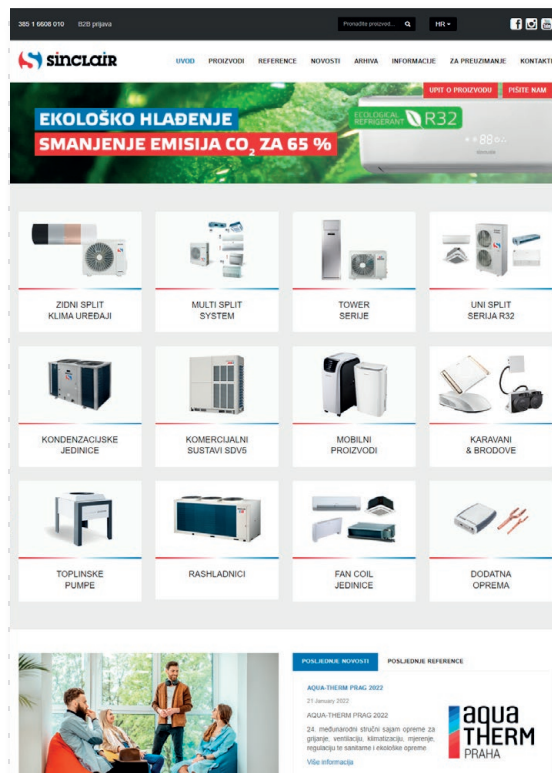 385 1 6608 010 B2B prijava Pronađite proizvod... HR
sinclair
UVOD PROIZVODI REFERENCE NOVOSTI ARHIVA INFORMACIJE ZA PREUZIMANJE KONTAKTI
UPIT O PROIZVODU PIŠITE NAM
EKOLOŠKO HLAĐENJE
SMANJENJE EMISIJA CO2 ZA 65 %
ECOLOGICAL
REFRIGERANT R32
88
ZIDNI SPLIT
KLIMA UREĐAJI
MULTI SPLIT
SYSTEM
TOWER
SERIJE
UNI SPLIT
SERIJA R32
KONDENZACIJSKE
JEDINICE
KOMERCIJALNI
SUSTAVI SDV5
MOBILNI
PROIZVODI
KARAVANI
& BRODOVE
TOPLINSKE
PUMPE
RASHLADNICI
FAN COIL
JEDINICE
DODATNA
OPREMA
POSLJEDNJE NOVOSTI POSLJEDNJE REFERENCE
AQUA-THERM PRAG 2022
21 January 2022
AQUA-THERM PRAG 2022
24. međunarodni stručni sajam opreme za
grijanje, ventilaciju, klimatizaciju, mjerenje,
regulaciju te sanitarne i ekološke opreme
Više informacija
aqua
THERM
PRAHA